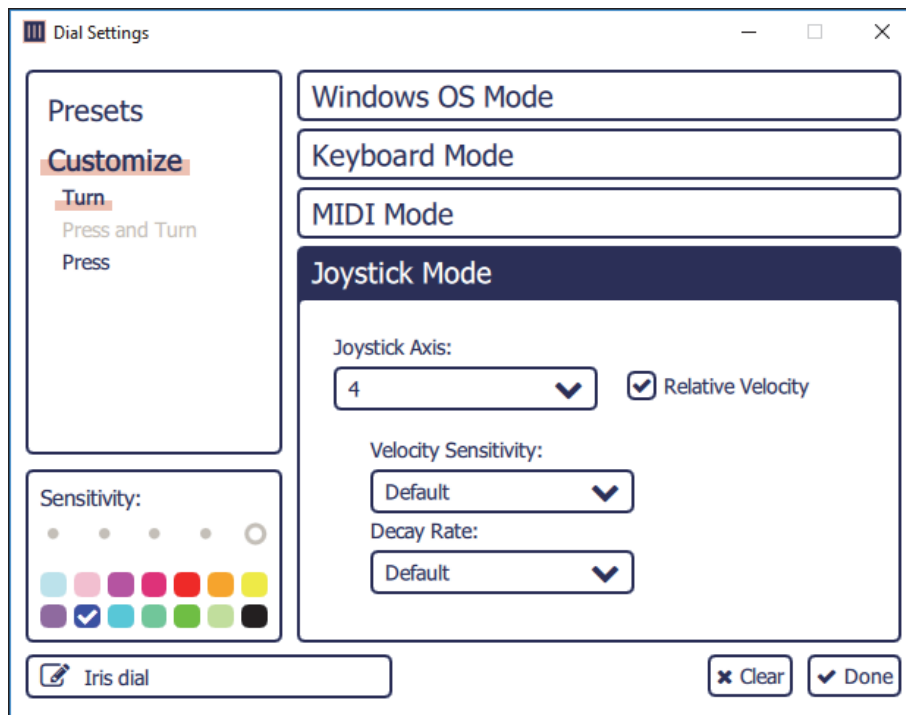 Dial Settings
Presets
Customize
Turn
Press and Turn
Press
Sensitivity:
Windows OS Mode
Keyboard Mode
MIDI Mode
Joystick Mode
Joystick Axis:
4
Relative Velocity
Velocity Sensitivity:
Default
Decay Rate:
Default
Iris dial
Clear
Done